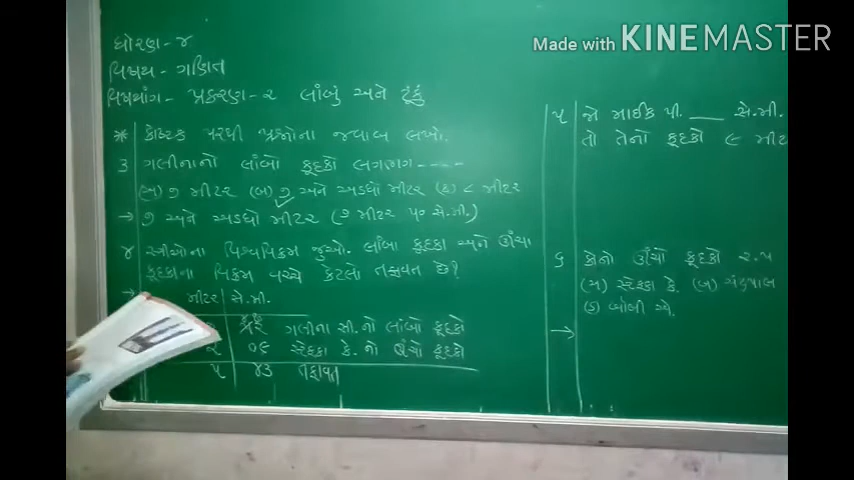 Made with KINEMASTER
ધોરણ - ૪
વિષય - ગણિત
વિષયાંગ - પ્રકરણ - ૨ લાંબું અને ટૂંકું
* કોષ્ટક પરથી પ્રશ્નોના જવાબ લખો.
૩ ગલીનાનો લાંબો કૂદકો લગભગ ----
(અ) ૭ મીટર (બ) ૭ અને અડધો મીટર (ક) ૮ મીટર
→ ૭ અને અડધો મીટર (૭ મીટર ૫૦ સે.મી.)
૪ સ્ત્રીઓના વિશ્વવિક્રમ જુઓ. લાંબા કુદકા અને ઊંચા
કૂદકાના વિક્રમ વચ્ચે કેટલો તફાવત છે?
મીટર સે.મી.
ગલીના સી.નો લાંબો કૂદકો
૨ ૦૯ સ્ટેફકા કે. નો ઊંચો કૂદકો
૫ ૪૩ તફાવત
૫ જો માઈક પી. ___ સે.મી.
તો તેનો કૂદકો ૯ મીટ
૬ કોનો ઊંચો કૂદકો ૨.૫
(અ) સ્ટેફકા કે. (બ) ચંદ્રપાલ
(ક) બોબી એ.
→